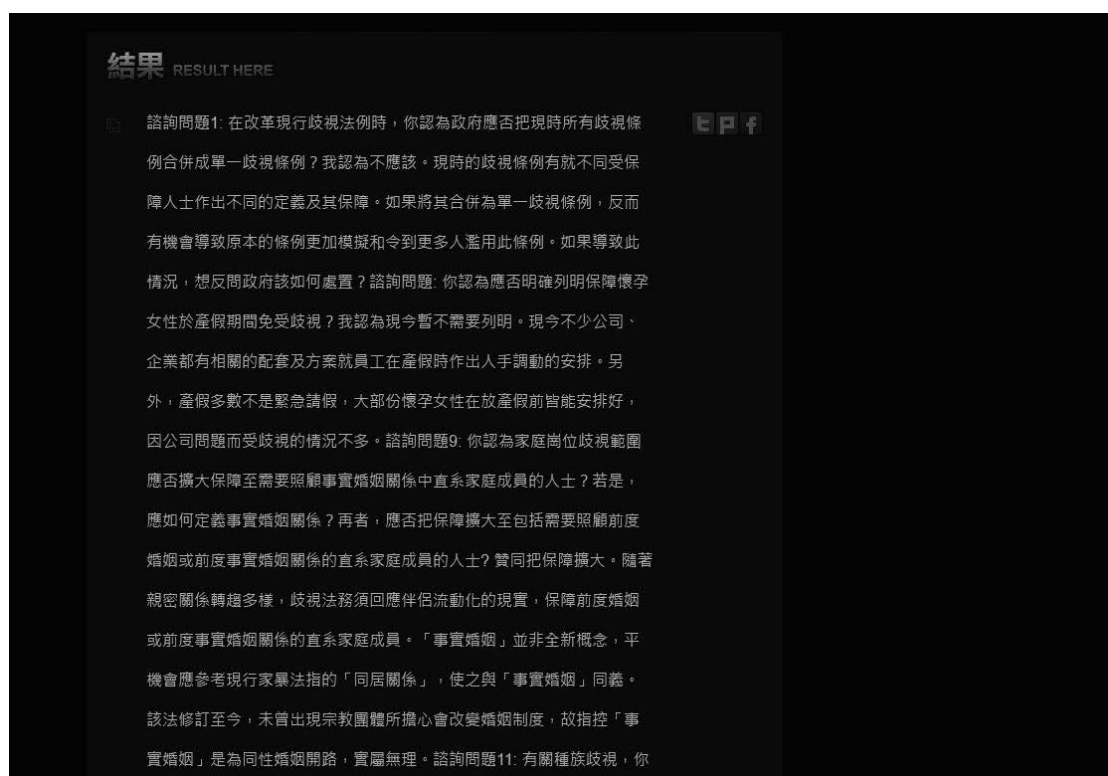 結果 RESULT HERE
諮詢問題1: 在改革現行歧視法例時，你認為政府應否把現時所有歧視條
例合併成單一歧視條例？我認為不應該。現時的歧視條例有就不同受保
障人士作出不同的定義及其保障。如果將其合併為單一歧視條例，反而
有機會導致原本的條例更加模擬和令到更多人濫用此條例。如果導致此
情況，想反問政府該如何處置？諮詢問題: 你認為應否明確列明保障懷孕
女性於產假期間免受歧視？我認為現今暫不需要列明。現今不少公司、
企業都有相關的配套及方案就員工在產假時作出人手調動的安排。另
外，產假多數不是緊急請假，大部份懷孕女性在放產假前皆能安排好，
因公司問題而受歧視的情況不多。諮詢問題9: 你認為家庭崗位歧視範圍
應否擴大保障至需要照顧事實婚姻關係中直系家庭成員的人士？若是，
應如何定義事實婚姻關係？再者，應否把保障擴大至包括需要照顧前度
婚姻或前度事實婚姻關係的直系家庭成員的人士? 贊同把保障擴大。隨著
親密關係轉趨多樣，歧視法務須回應伴侶流動化的現實，保障前度婚姻
或前度事實婚姻關係的直系家庭成員。「事實婚姻」並非全新概念，平
機會應參考現行家暴法指的「同居關係」，使之與「事實婚姻」同義。
該法修訂至今，未曾出現宗教團體所擔心會改變婚姻制度，故指控「事
實婚姻」是為同性婚姻開路，實屬無理。諮詢問題11: 有關種族歧視，你